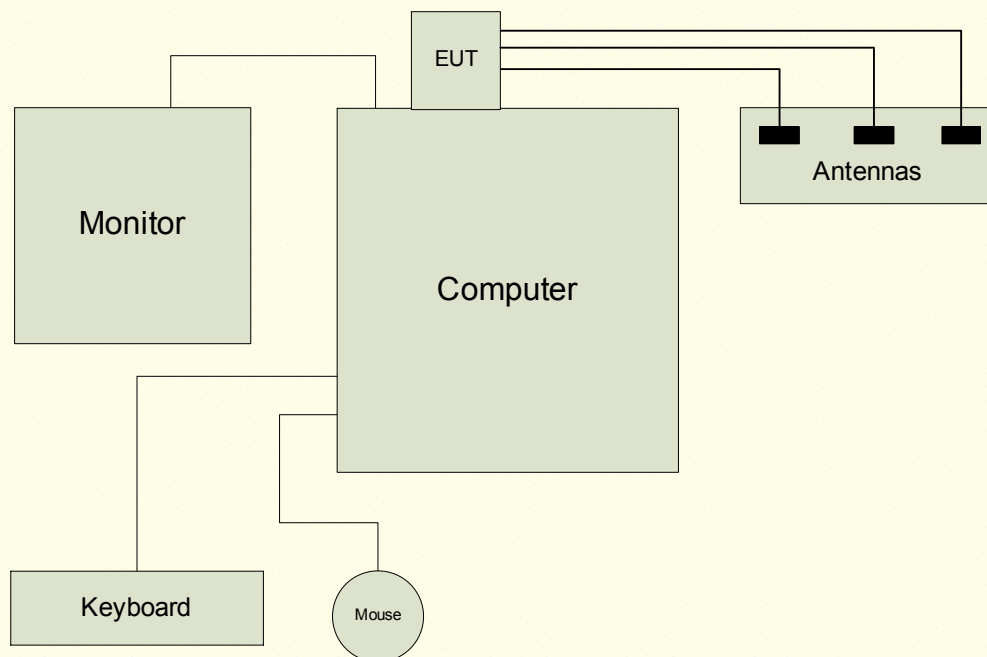 EUT
Antennas
Monitor
Computer
Keyboard
Mouse